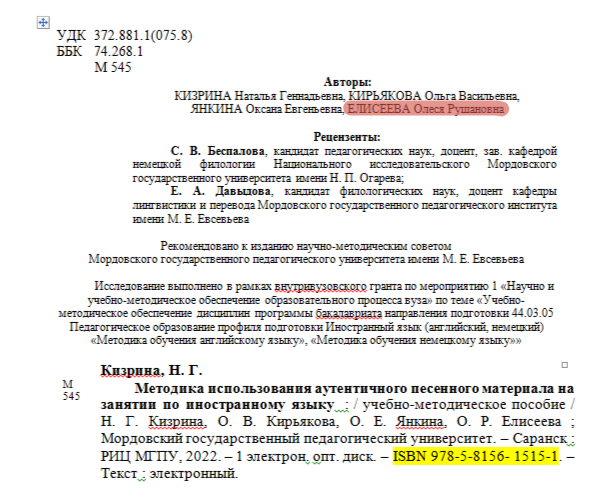 УДК 372.881.1(075.8)
ББК 74.268.1
М 545
Авторы:
КИЗРИНА Наталья Геннадьевна, КИРЬЯКОВА Ольга Васильевна,
ЯНКИНА Оксана Евгеньевна, ЕЛИСЕЕВА Олеся Рушановна
Рецензенты:
С. В. Беспалова, кандидат педагогических наук, доцент, зав. кафедрой
немецкой филологии Национального исследовательского Мордовского
государственного университета имени Н. П. Огарева;
Е. А. Давыдова, кандидат филологических наук, доцент кафедры
лингвистики и перевода Мордовского государственного педагогического института
имени М. Е. Евсевьева
Рекомендовано к изданию научно-методическим советом
Мордовского государственного педагогического университета имени М. Е. Евсевьева
Исследование выполнено в рамках внутривузовского гранта по мероприятию 1 «Научно и
учебно-методическое обеспечение образовательного процесса вуза» по теме «Учебно-
методическое обеспечение дисциплин программы бакалавриата направления подготовки 44.03.05
Педагогическое образование профиля подготовки Иностранный язык (английский, немецкий)
«Методика обучения английскому языку», «Методика обучения немецкому языку»»
Кизрина, Н. Г.
М
545
Методика использования аутентичного песенного материала на
занятии по иностранному языку : / учебно-методическое пособие /
Н. Г. Кизрина, О. В. Кирьякова, О. Е. Янкина, О. Р. Елисеева ;
Мордовский государственный педагогический университет. – Саранск :
РИЦ МГПУ, 2022. – 1 электрон. опт. диск. – ISBN 978-5-8156- 1515-1. –
Текст : электронный.